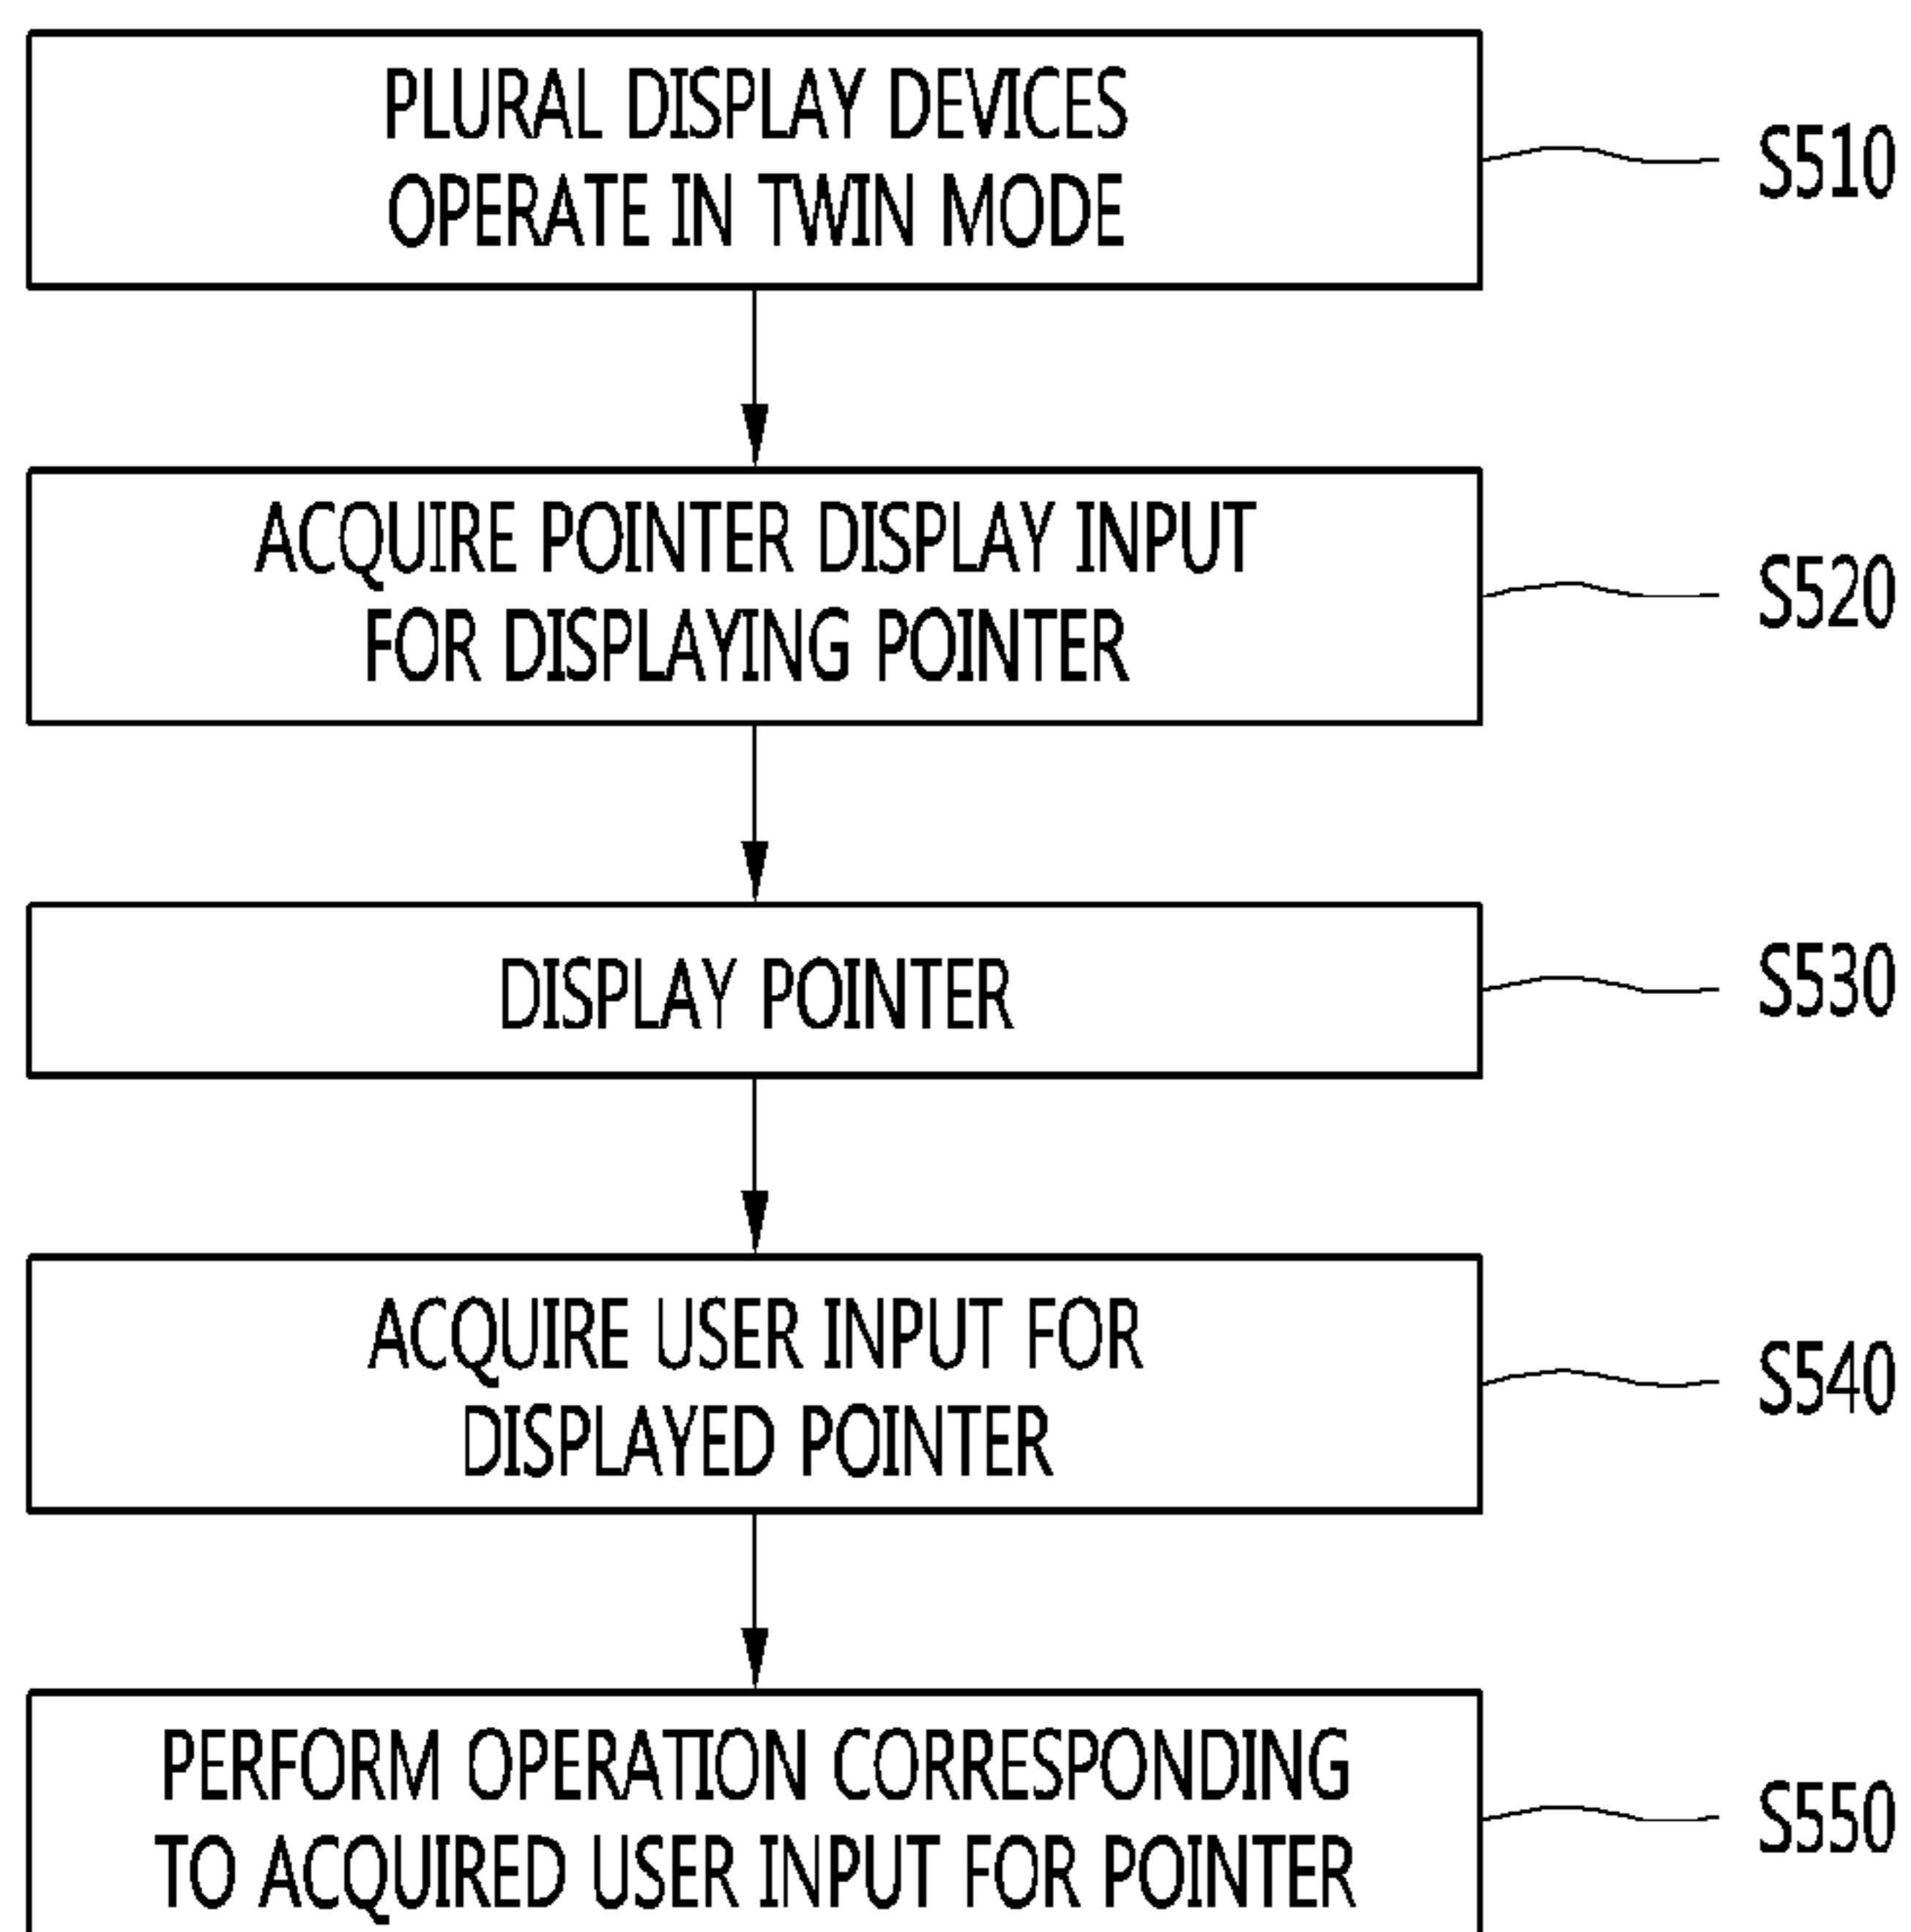 PLURAL DISPLAY DEVICES
OPERATE IN TWIN MODE
S510
ACQUIRE POINTER DISPLAY INPUT
FOR DISPLAYING POINTER
S520
DISPLAY POINTER
S530
ACQUIRE USER INPUT FOR
DISPLAYED POINTER
S540
PERFORM OPERATION CORRESPONDING
TO ACQUIRED USER INPUT FOR POINTER
S550